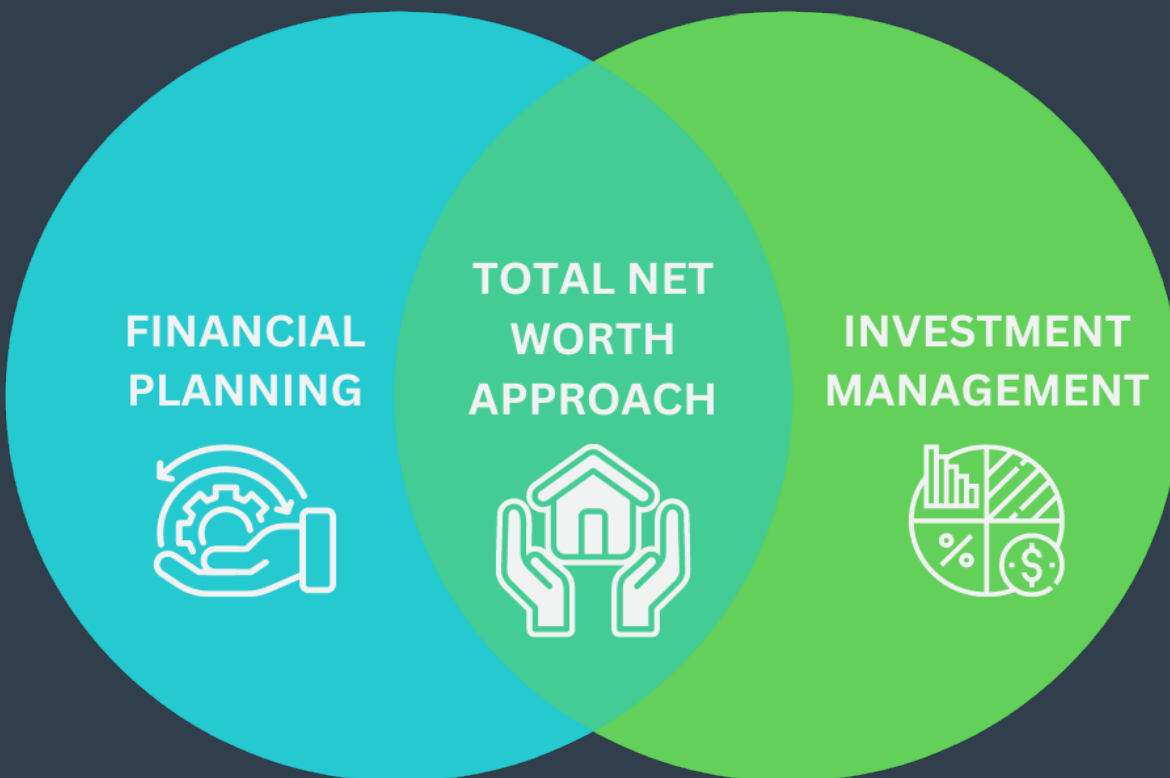 FINANCIAL
PLANNING
TOTAL NET
WORTH
APPROACH
INVESTMENT
MANAGEMENT
%
$